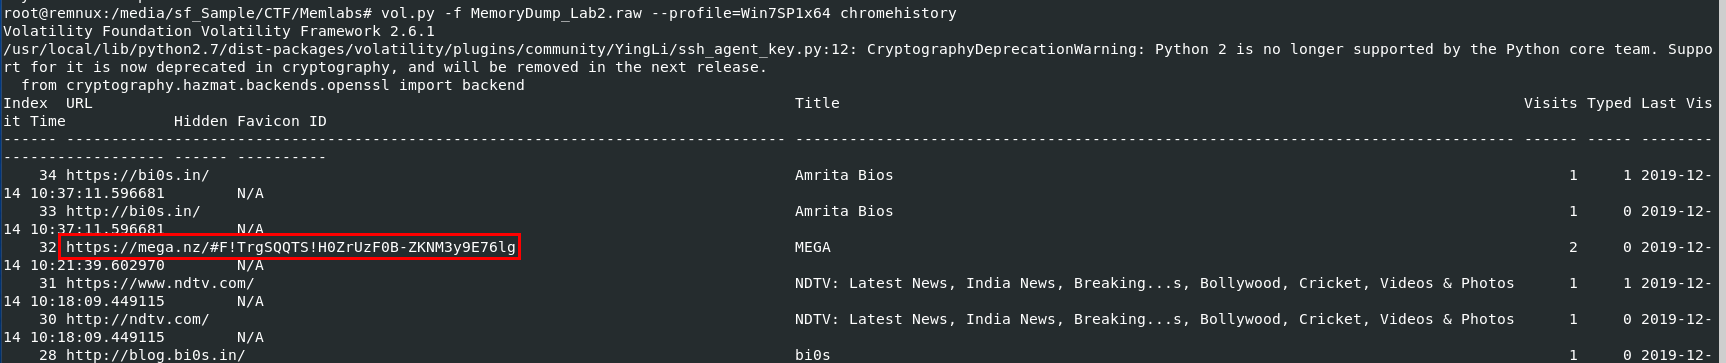 root@remnux:/media/sf_Sample/CTF/Memlabs# vol.py -f MemoryDump_Lab2.raw --profile=Win7SP1x64 chromehistory
Volatility Foundation Volatility Framework 2.6.1
/usr/local/lib/python2.7/dist-packages/volatility/plugins/community/YingLi/ssh_agent_key.py:12: CryptographyDeprecationWarning: Python 2 is no longer supported by the Python core team. Suppo
rt for it is now deprecated in cryptography, and will be removed in the next release.
  from cryptography.hazmat.backends.openssl import backend
Index  URL                                                                              Title                                                                            Visits Typed Last Vis
it Time            Hidden Favicon ID
------ -------------------------------------------------------------------------------- -------------------------------------------------------------------------------- ------ ----- --------
------------------ ------ ----------
    34 https://bi0s.in/                                                                 Amrita Bios                                                                           1     1 2019-12-
14 10:37:11.596681        N/A
    33 http://bi0s.in/                                                                  Amrita Bios                                                                           1     0 2019-12-
14 10:37:11.596681        N/A
    32 https://mega.nz/#F!TrgSQQTS!H0ZrUzF0B-ZKNM3y9E76lg                               MEGA                                                                                  2     0 2019-12-
14 10:21:39.602970        N/A
    31 https://www.ndtv.com/                                                            NDTV: Latest News, India News, Breaking...s, Bollywood, Cricket, Videos & Photos      1     1 2019-12-
14 10:18:09.449115        N/A
    30 http://ndtv.com/                                                                 NDTV: Latest News, India News, Breaking...s, Bollywood, Cricket, Videos & Photos      1     0 2019-12-
14 10:18:09.449115        N/A
    28 http://blog.bi0s.in/                                                             bi0s                                                                                  1     0 2019-12-